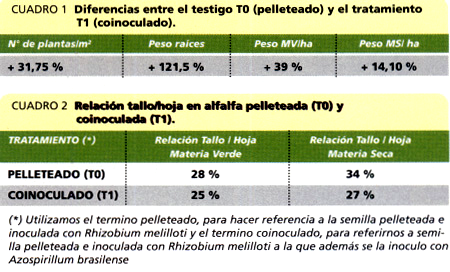 CUADRO 1 Diferencias entre el testigo T0 (pelleteado) y el tratamiento
T1 (coinoculado).
N° de plantas/m² Peso raices Peso MV/ha Peso MS/ ha
+ 31,75 % + 121,5 % + 39 % + 14,10 %
CUADRO 2 Relación tallo/hoja en alfalfa pelleteada (T0) y
coinoculada (T1).
TRATAMIENTO (*) Relación Tallo / Hoja Relación Tallo / Hoja
Materia Verde Materia Seca
PELLETEADO (T0) 28 % 34 %
COINOCULADO (T1) 25 % 27 %
(*) Utilizamos el termino pelleteado, para hacer referencia a la semilla pelleteada e
inoculada con Rhizobium melilloti y el termino coinoculado, para referirnos a semi-
lla pelleteada e inoculada con Rhizobium melilloti a la que además se la inoculo con
Azospirillum brasilense